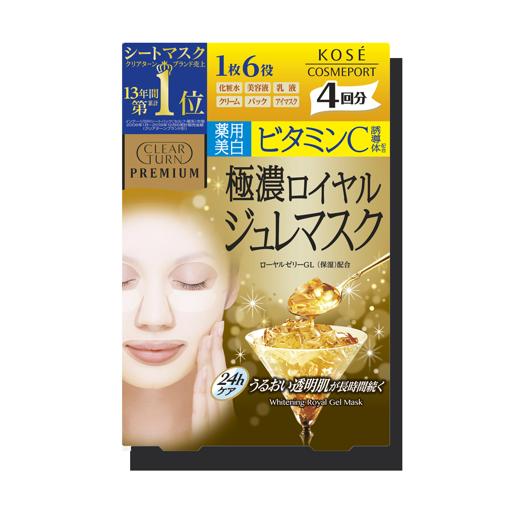 シートマスク
クリアターン ブランド売上
13年間
累計
第1位
1枚6役
化粧水 美容液 乳液
クリーム パック アイマスク
KOSÉ
COSMEPORT
4回分
CLEAR
TURN
PREMIUM
薬用
美白
ビタミンC誘導体配合
極濃ロイヤル
ジュレマスク
ローヤルゼリーGL(保湿)配合
24h
ケア
うるおい透明肌が長時間続く
Whitening Royal Gel Mask